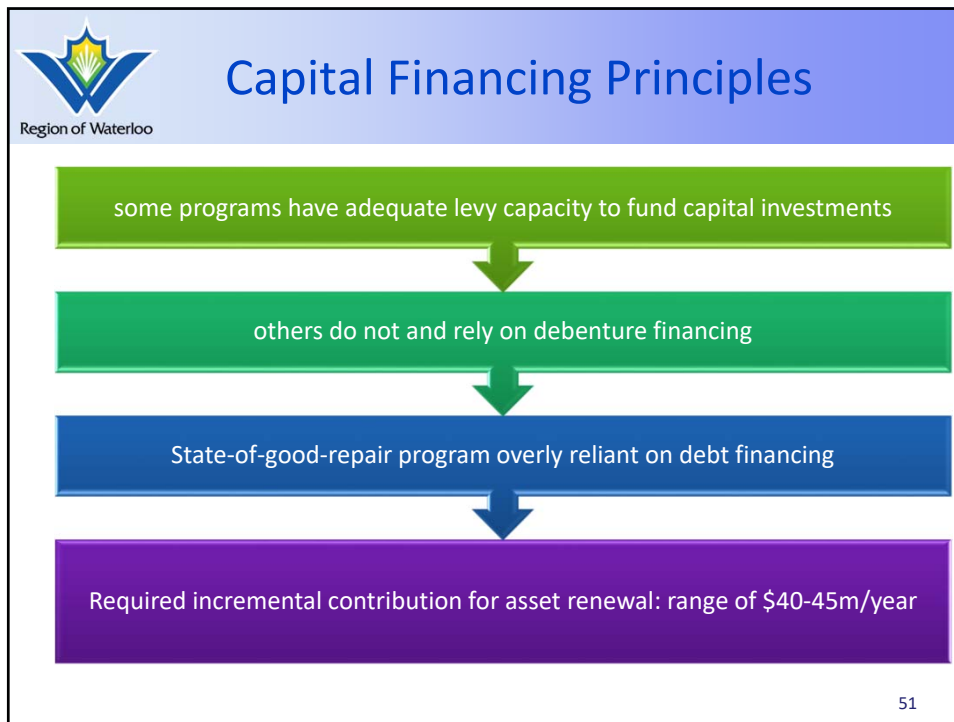 Region of Waterloo
Capital Financing Principles
some programs have adequate levy capacity to fund capital investments
others do not and rely on debenture financing
State-of-good-repair program overly reliant on debt financing
Required incremental contribution for asset renewal: range of $40-45m/year
51